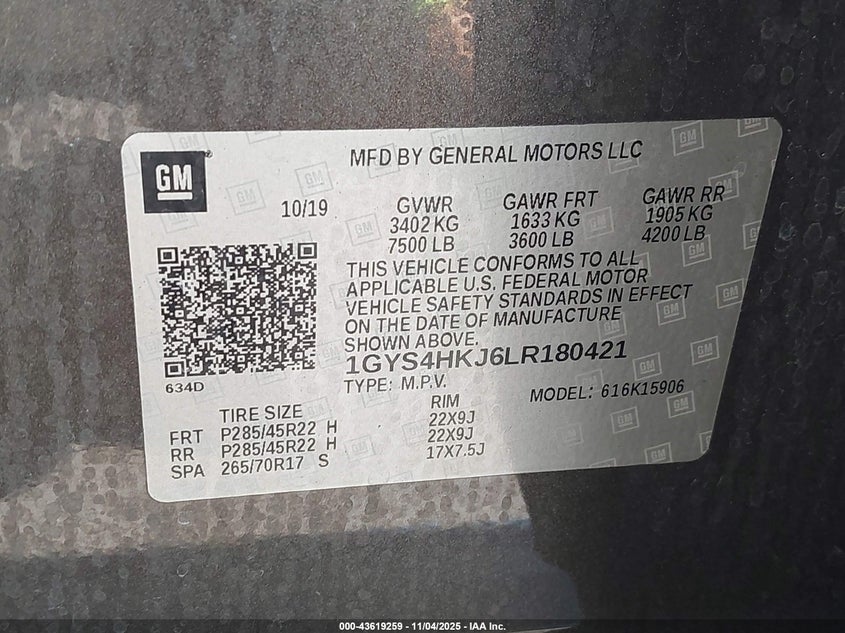 GM
MFD BY GENERAL MOTORS LLC
10/19
GVWR GAWR FRT GAWR RR
3402 KG 1633 KG 1905 KG
7500 LB 3600 LB 4200 LB
THIS VEHICLE CONFORMS TO ALL
APPLICABLE U.S. FEDERAL MOTOR
VEHICLE SAFETY STANDARDS IN EFFECT
ON THE DATE OF MANUFACTURE
SHOWN ABOVE.
1GYS4HKJ6LR180421
634D
TYPE: M.P.V. MODEL: 616K15906
TIRE SIZE RIM
FRT P285/45R22 H 22X9J
RR P285/45R22 H 22X9J
SPA 265/70R17 S 17X7.5J
000-43619259 - 11/04/2025 - IAA Inc.